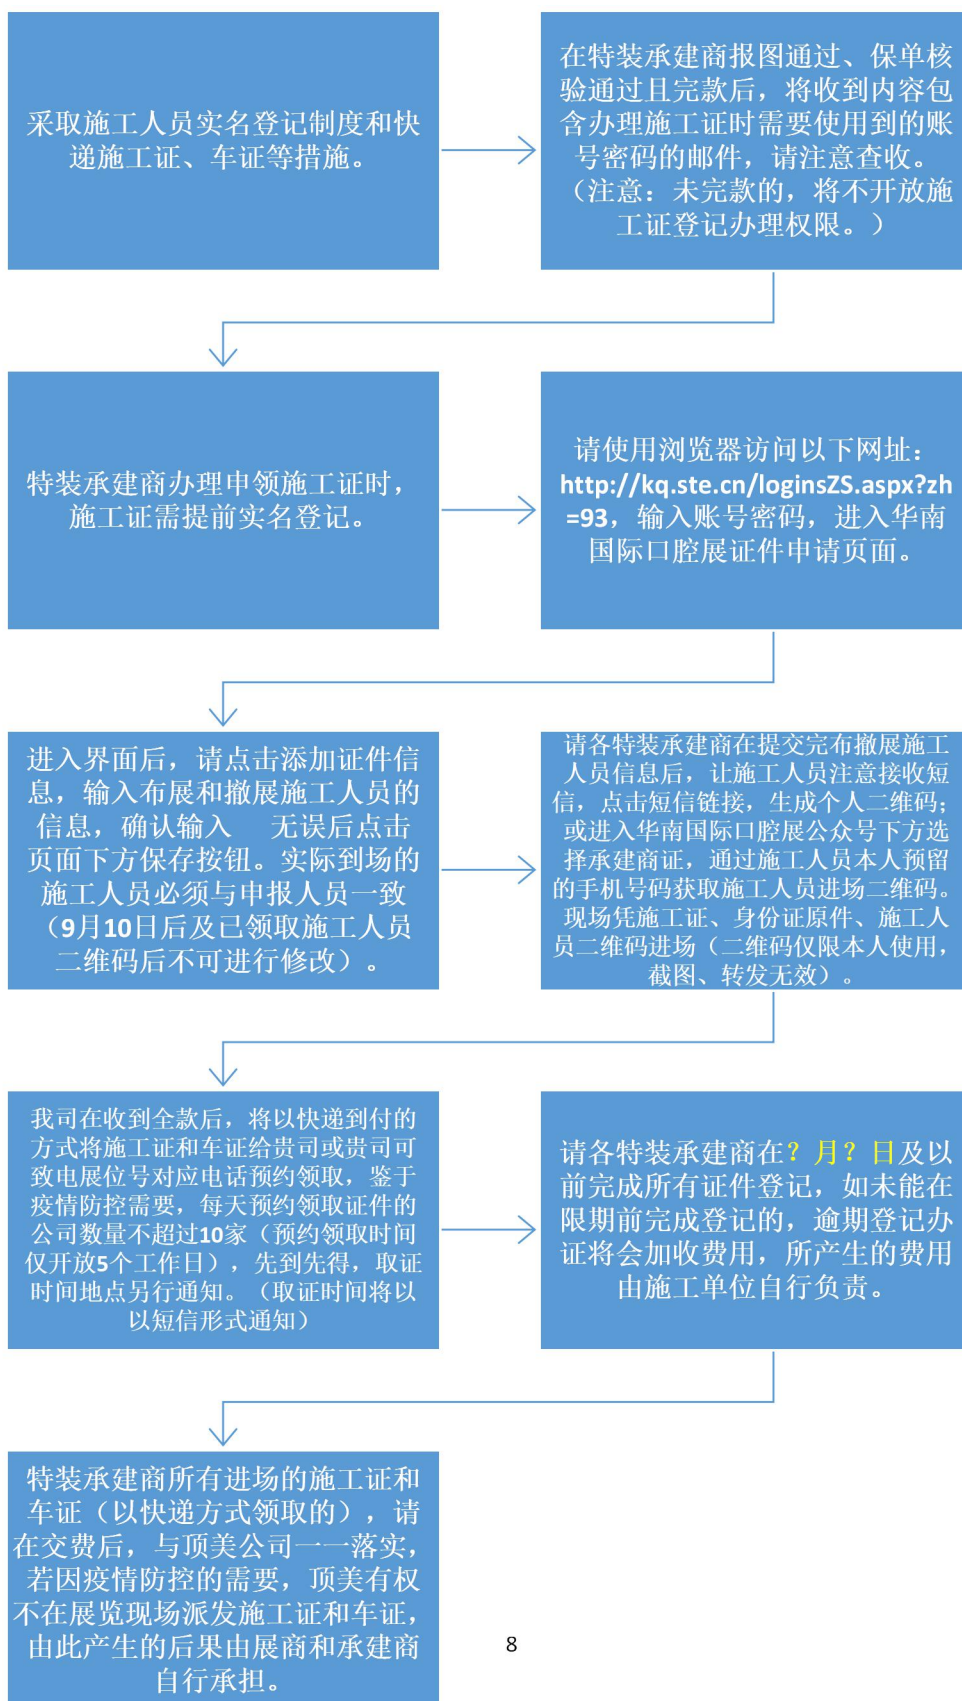 采取施工人员实名登记制度和快
递施工证、车证等措施。
在特装承建商报图通过、保单核
验通过且完款后，将收到内容包
含办理施工证时需要使用到的账
号密码的邮件，请注意查收。
（注意：未完款的，将不开放施
工证登记办理权限。）
特装承建商办理申领施工证时，
施工证需提前实名登记。
请使用浏览器访问以下网址：
http://kq.ste.cn/loginsZS.aspx?zh
=93，输入账号密码，进入华南
国际口腔展证件申请页面。
进入界面后，请点击添加证件信
息，输入布展和撤展施工人员的
信息，确认输入 无误后点击
页面下方保存按钮。实际到场的
施工人员必须与申报人员一致
（9月10日后及已领取施工人员
二维码后不可进行修改）。
请各特装承建商在提交完布撤展施工
人员信息后，让施工人员注意接收短
信，点击短信链接，生成个人二维码；
或进入华南国际口腔展公众号下方选
择承建商证，通过施工人员本人预留
的手机号码获取施工人员进场二维码。
现场凭施工证、身份证原件、施工人
员二维码进场（二维码仅限本人使用，
截图、转发无效）。
我司在收到全款后，将以快递到付的
方式将施工证和车证给贵司或贵司可
致电展位号对应电话预约领取，鉴于
疫情防控需要，每天预约领取证件的
公司数量不超过10家（预约领取时间
仅开放5个工作日），先到先得，取证
时间地点另行通知。（取证时间将以
以短信形式通知）
请各特装承建商在？月？日及以
前完成所有证件登记，如未能在
限期前完成登记的，逾期登记办
证将会加收费用，所产生的费用
由施工单位自行负责。
特装承建商所有进场的施工证和
车证（以快递方式领取的），请
在交费后，与顶美公司一一落实，
若因疫情防控的需要，顶美有权
不在展览现场派发施工证和车证，
由此产生的后果由展商和承建商
自行承担。
8